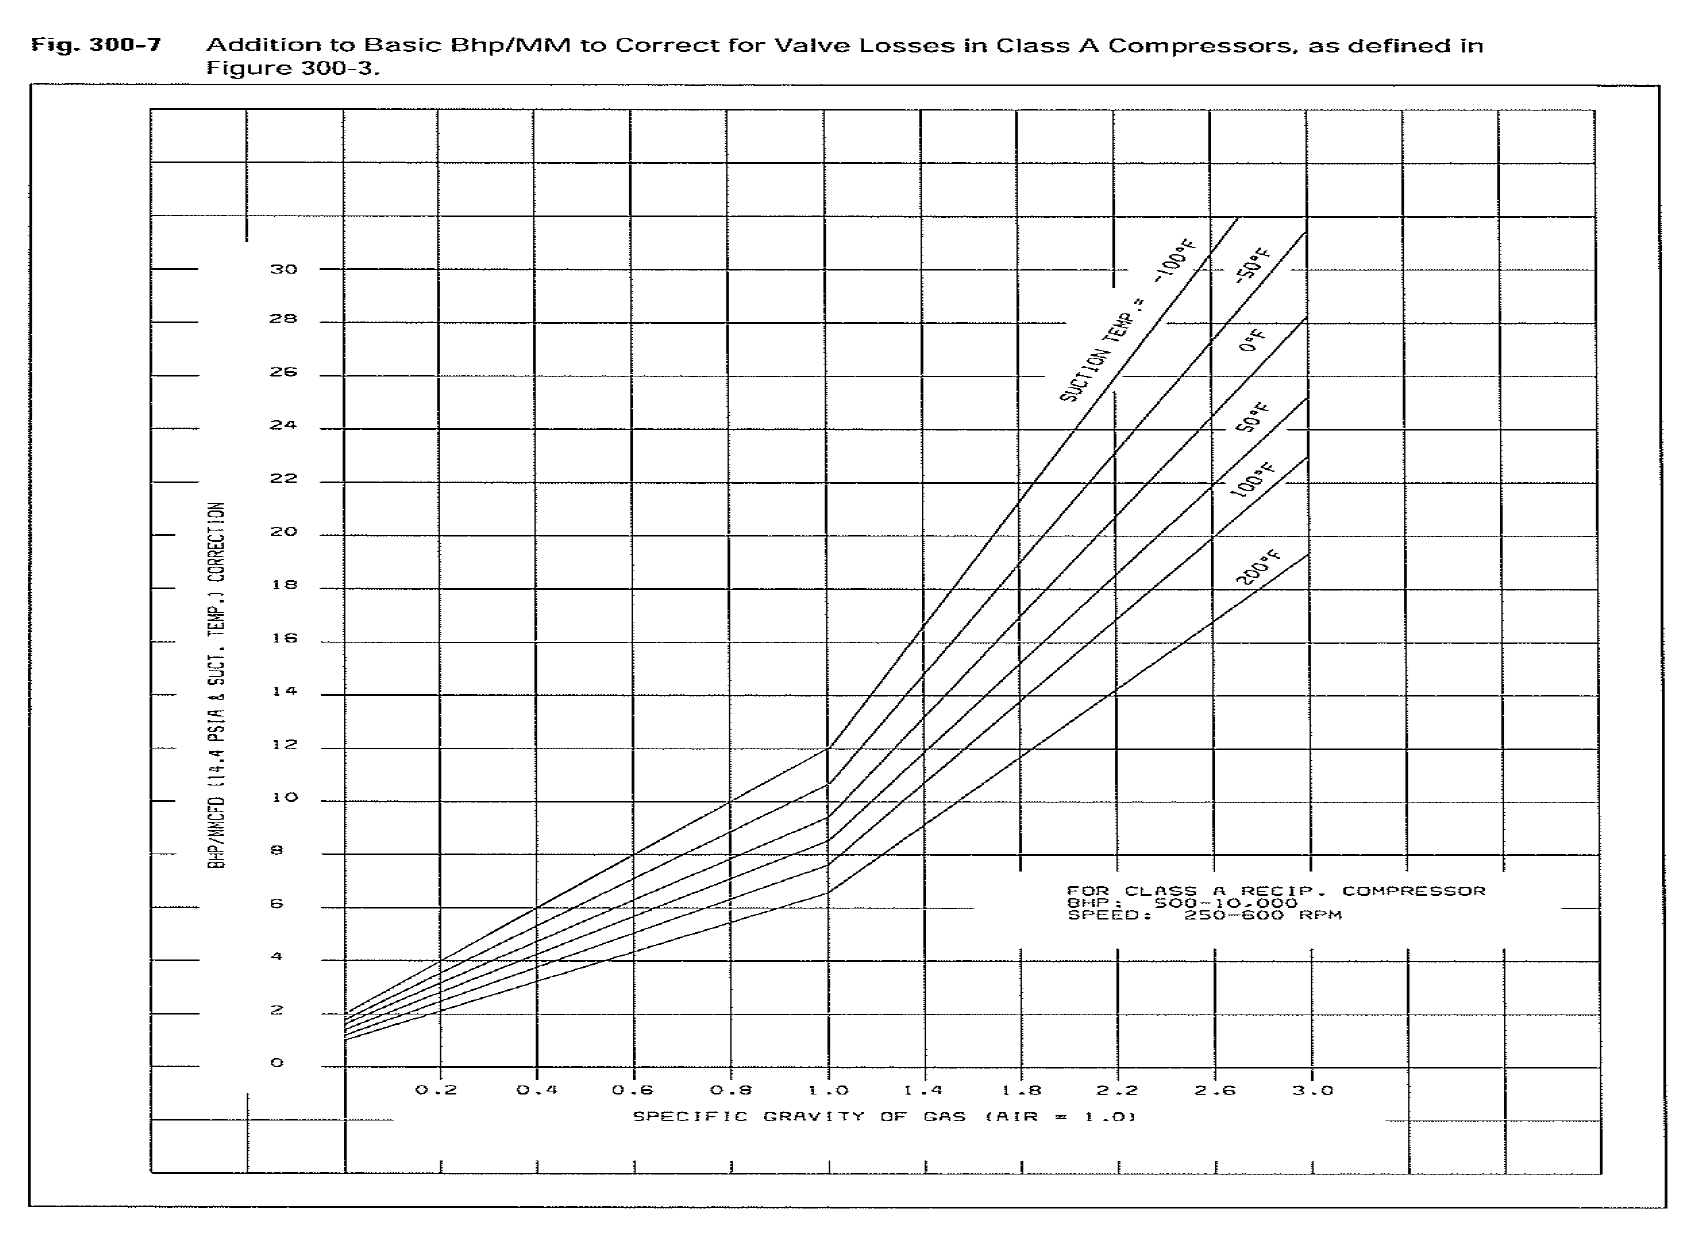 Fig. 300-7 Addition to Basic Bhp/MM to Correct for Valve Losses in Class A Compressors, as defined in
Figure 300-3.
30
28
26
24
22
20
18
16
14
12
10
8
6
4
2
0
BHP/MMCFD (14.4 PSIA & SUCT. TEMP.) CORRECTION
SUCTION TEMP.= -100°F
-50°F
0°F
50°F
100°F
200°F
FOR CLASS A RECIP. COMPRESSOR
BHP: 500-10,000
SPEED: 250-600 RPM
0.2 0.4 0.6 0.8 1.0 1.4 1.8 2.2 2.6 3.0
SPECIFIC GRAVITY OF GAS (AIR = 1.0)